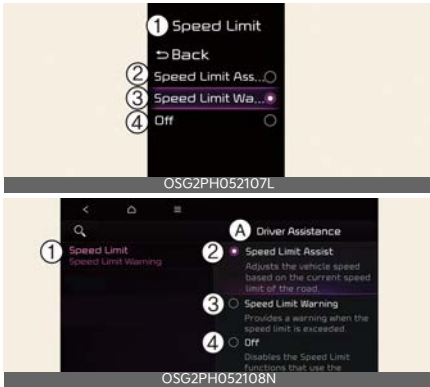 1 Speed Limit
Back
2 Speed Limit Ass...
3 Speed Limit Wa...
4 Off
OSG2PH052107L
A Driver Assistance
1 Speed Limit
Speed Limit Warning
2 Speed Limit Assist
Adjusts the vehicle speed
based on the current speed
limit of the road.
3 Speed Limit Warning
Provides a warning when the
speed limit is exceeded.
4 Off
Disables the Speed Limit
functions that use the
OSG2PH052108N